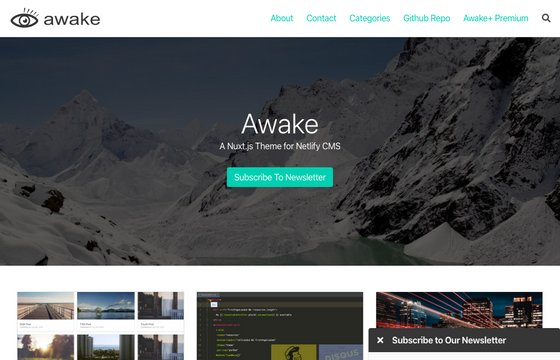 awake
About Contact Categories Github Repo Awake+ Premium
Awake
A Nuxt.js Theme for Netlify CMS
Subscribe To Newsletter
DISQUS
× Subscribe to Our Newsletter